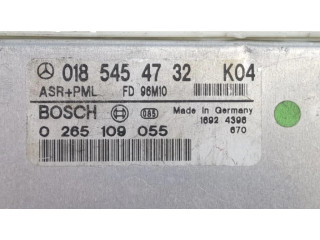 018 545 47 32 K04
ASR+PML FD 96M10
BOSCH Made in Germany
0 265 109 055 1692 4396
670